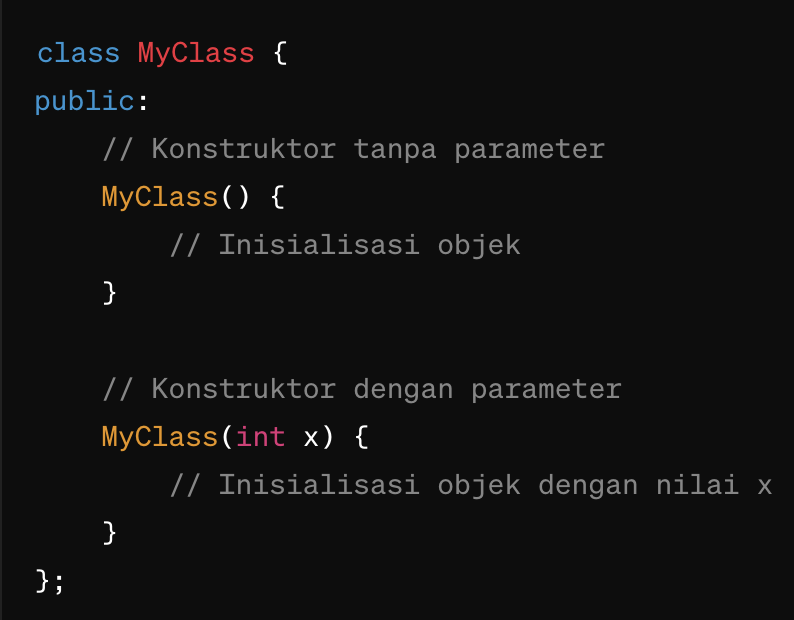 class MyClass {
public:
    // Konstruktor tanpa parameter
    MyClass() {
        // Inisialisasi objek
    }

    // Konstruktor dengan parameter
    MyClass(int x) {
        // Inisialisasi objek dengan nilai x
    }
};